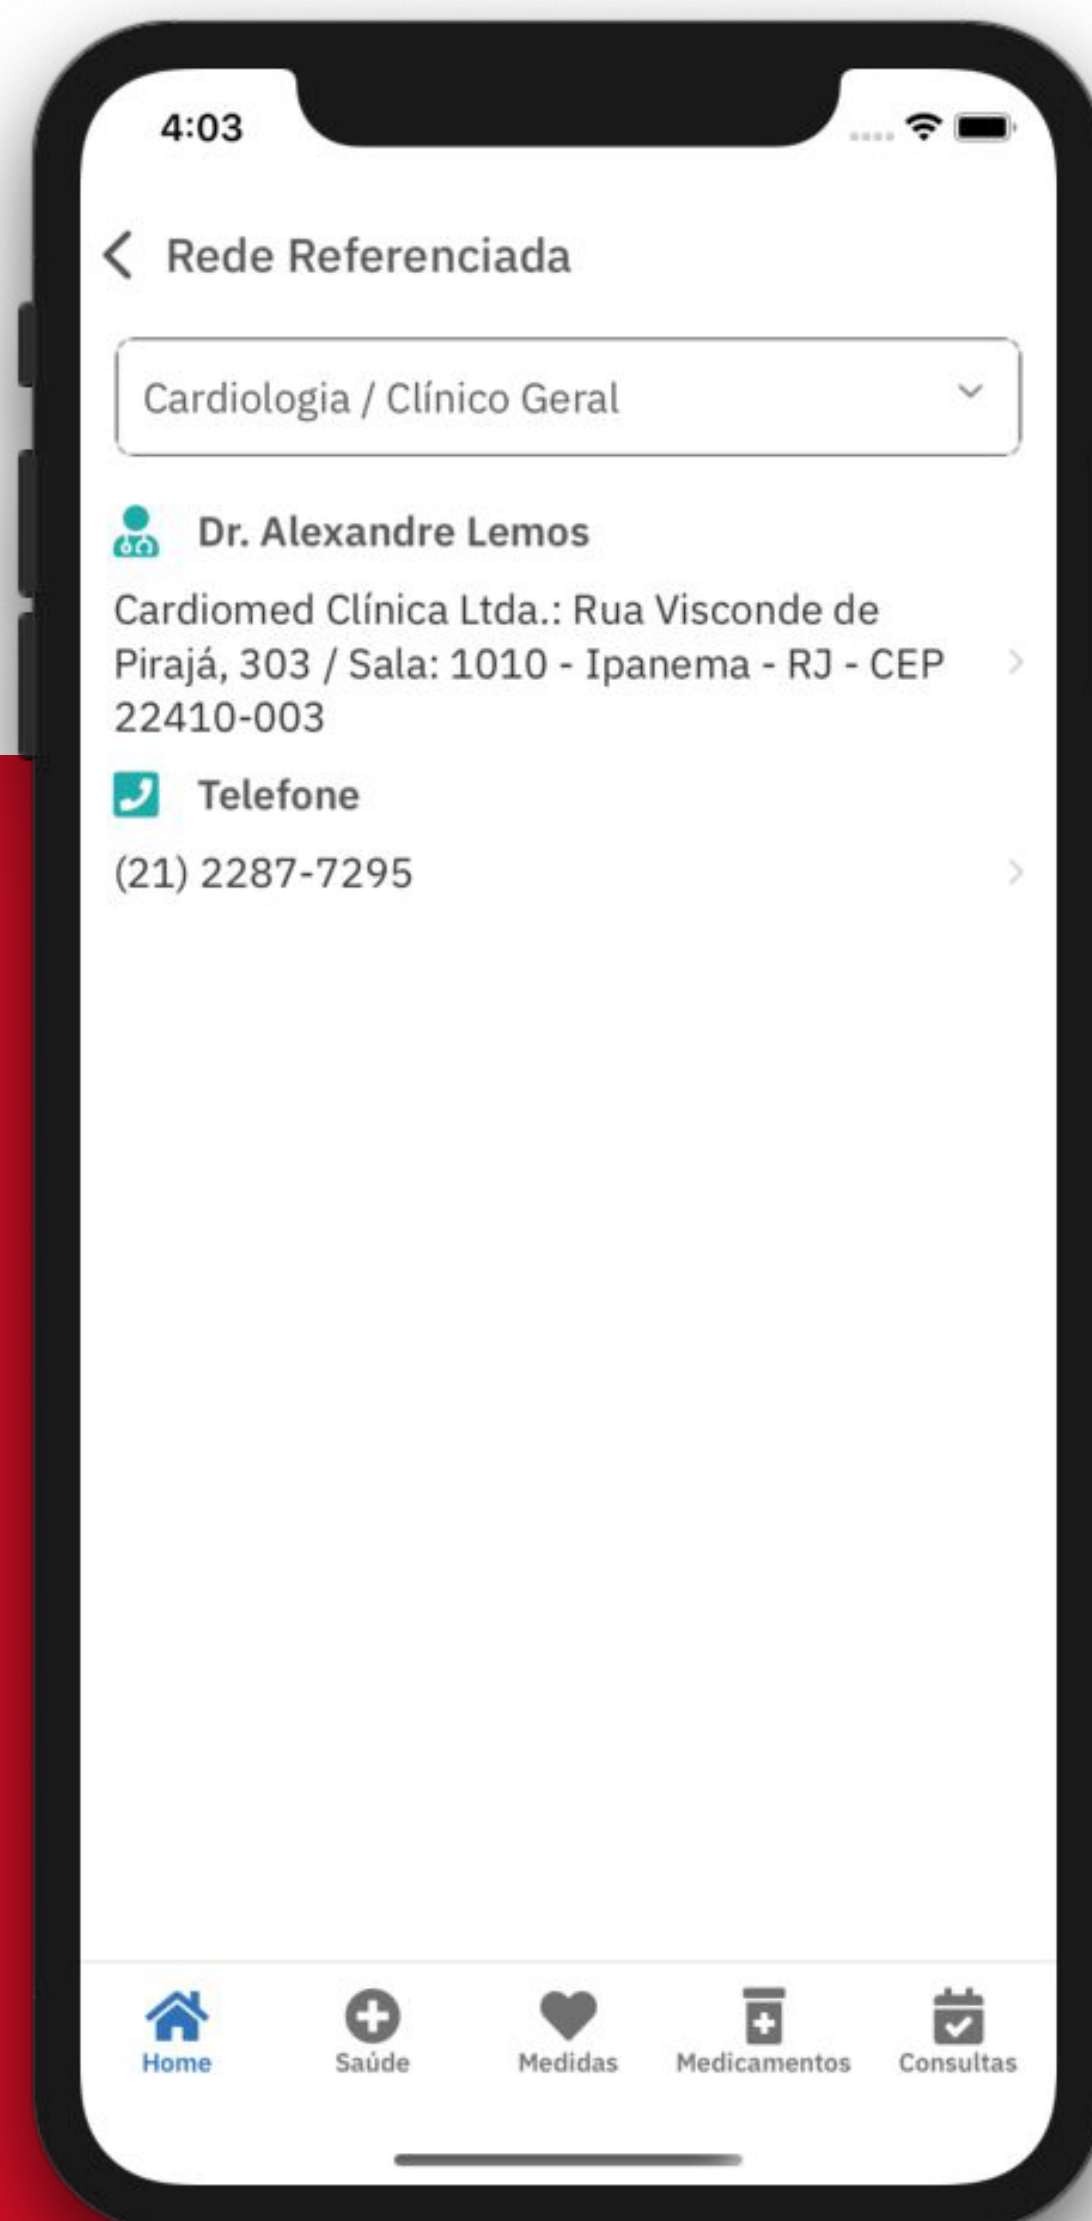 4:03
Rede Referenciada
Cardiologia / Clínico Geral
Dr. Alexandre Lemos
Cardiomed Clínica Ltda.: Rua Visconde de
Pirajá, 303 / Sala: 1010 - Ipanema - RJ - CEP
22410-003
Telefone
(21) 2287-7295
Home Saúde Medidas Medicamentos Consultas